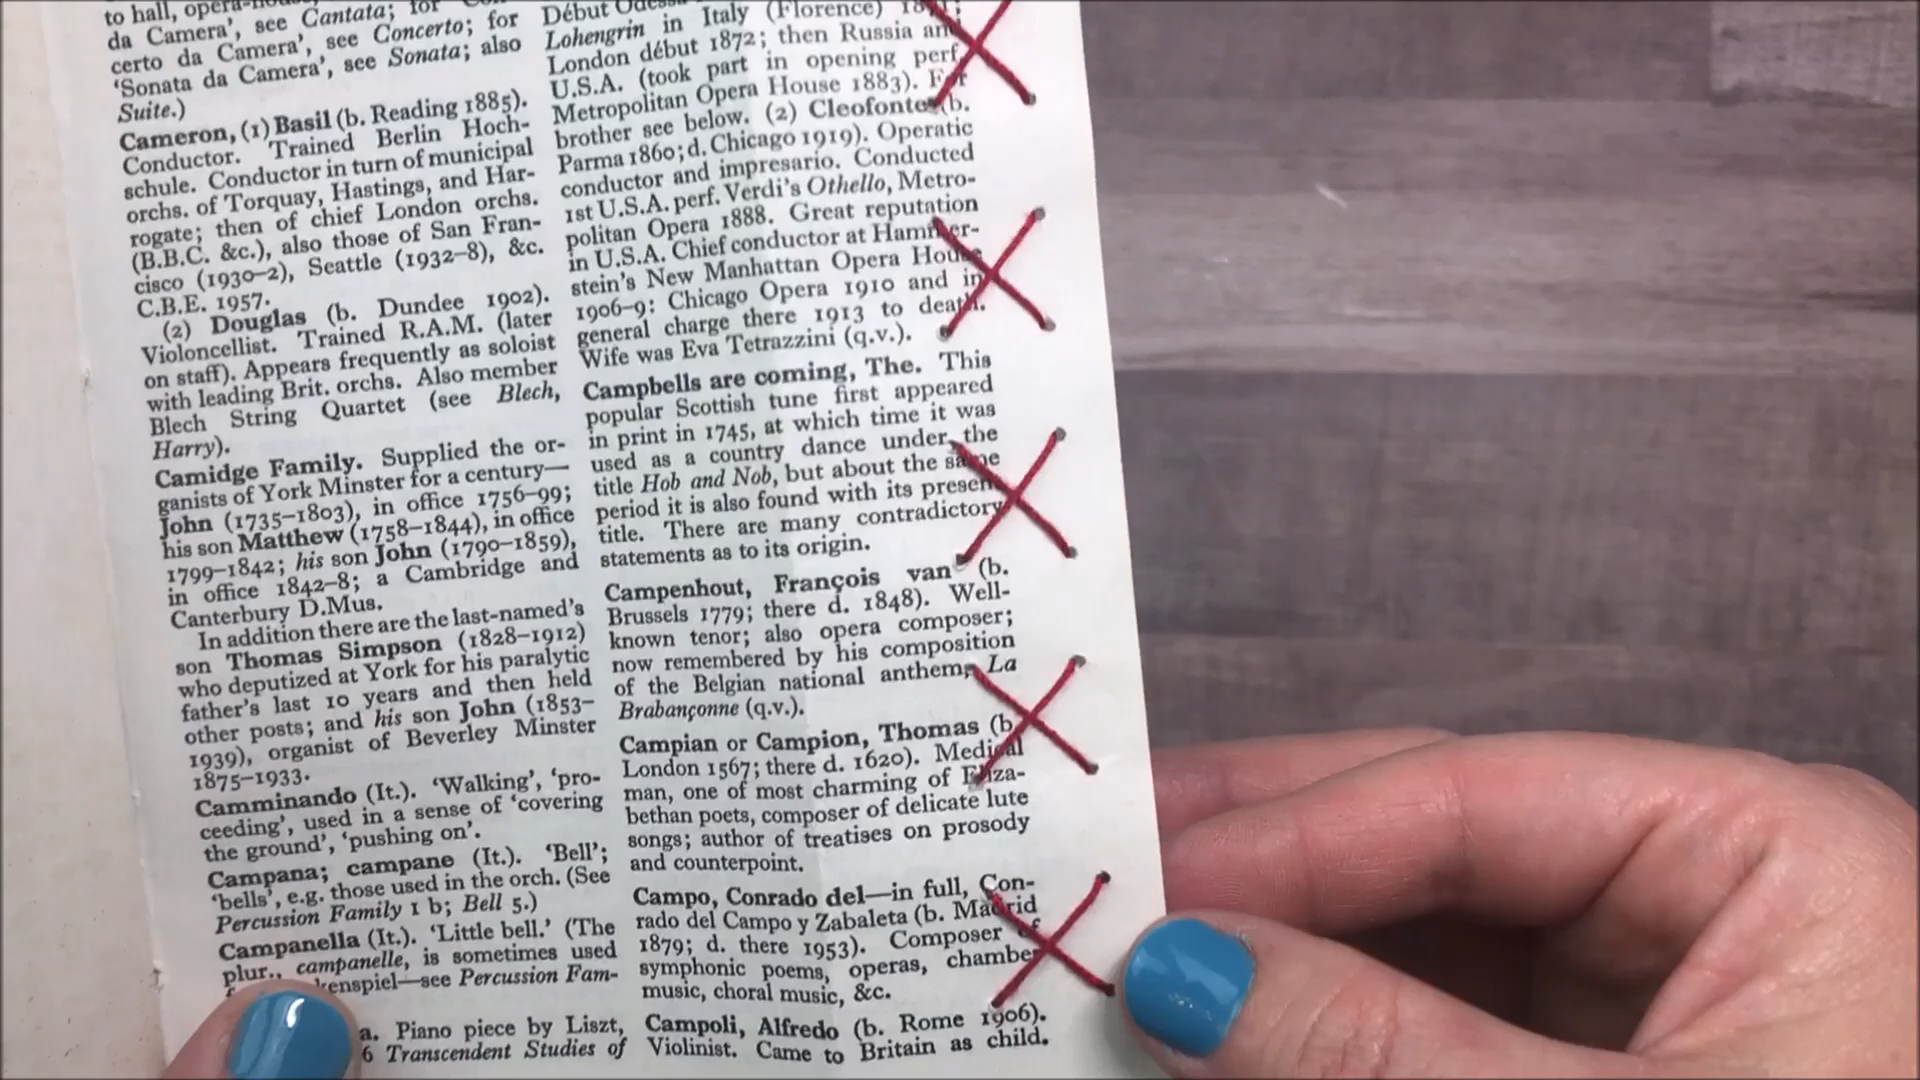 to hall, opera-house,
da Camera', see Cantata; for Con-
certo da Camera', see Concerto; for
'Sonata da Camera', see Sonata; also
Suite.)
Cameron, (1) Basil (b. Reading 1885).
Conductor. Trained Berlin Hoch-
schule. Conductor in turn of municipal
orchs. of Torquay, Hastings, and Har-
rogate; then of chief London orchs.
(B.B.C. &c.), also those of San Fran-
cisco (1930–2), Seattle (1932–8), &c.
C.B.E. 1957.
(2) Douglas (b. Dundee 1902).
Violoncellist. Trained R.A.M. (later
on staff). Appears frequently as soloist
with leading Brit. orchs. Also member
Blech String Quartet (see Blech,
Harry).
Camidge Family. Supplied the or-
ganists of York Minster for a century—
John (1735–1803), in office 1756–99;
his son Matthew (1758–1844), in office
1799–1842; his son John (1790–1859),
in office 1842–8; a Cambridge and
Canterbury D.Mus.
In addition there are the last-named's
son Thomas Simpson (1828–1912)
who deputized at York for his paralytic
father's last 10 years and then held
other posts; and his son John (1853–
1939), organist of Beverley Minster
1875–1933.
Camminando (It.). 'Walking', 'pro-
ceeding', used in a sense of 'covering
the ground', 'pushing on'.
Campana; campane (It.). 'Bell';
'bells', e.g. those used in the orch. (See
Percussion Family 1 b; Bell 5.)
Campanella (It.). 'Little bell.' (The
plur., campanelle, is sometimes used
kenspiel—see Percussion Fam-
a. Piano piece by Liszt,
6 Transcendent Studies of
Début Odessa
Lohengrin in Italy (Florence)
London début 1872; then Russia and
U.S.A. (took part in opening perf.
Metropolitan Opera House 1883). For
brother see below. (2) Cleofonte (b.
Parma 1860; d. Chicago 1919). Operatic
conductor and impresario. Conducted
1st U.S.A. perf. Verdi's Othello, Metro-
politan Opera 1888. Great reputation
in U.S.A. Chief conductor at Hammer-
stein's New Manhattan Opera House
1906–9: Chicago Opera 1910 and in
general charge there 1913 to death.
Wife was Eva Tetrazzini (q.v.).
Campbells are coming, The. This
popular Scottish tune first appeared
in print in 1745, at which time it was
used as a country dance under the
title Hob and Nob, but about the same
period it is also found with its present
title. There are many contradictory
statements as to its origin.
Campenhout, François van (b.
Brussels 1779; there d. 1848). Well-
known tenor; also opera composer;
now remembered by his composition
of the Belgian national anthem, La
Brabançonne (q.v.).
Campian or Campion, Thomas (b.
London 1567; there d. 1620). Medical
man, one of most charming of Eliza-
bethan poets, composer of delicate lute
songs; author of treatises on prosody
and counterpoint.
Campo, Conrado del—in full, Con-
rado del Campo y Zabaleta (b. Madrid
1879; d. there 1953). Composer of
symphonic poems, operas, chamber
music, choral music, &c.
Campoli, Alfredo (b. Rome 1906).
Violinist. Came to Britain as child.